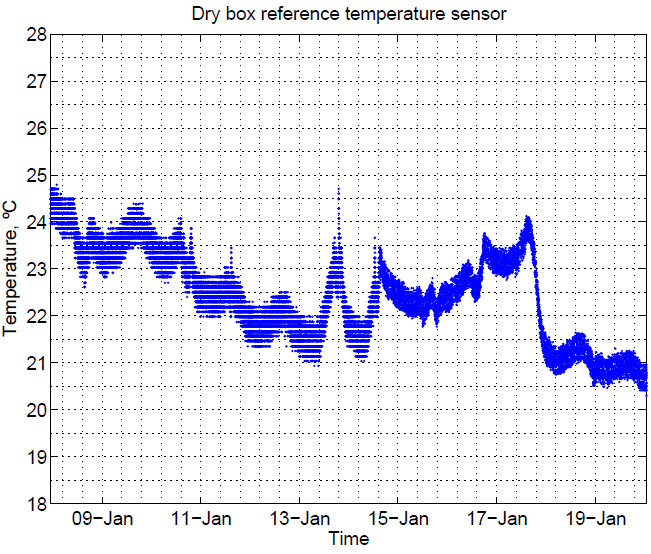 Dry box reference temperature sensor
28
27
26
25
24
23
22
21
20
19
18
Temperature, ºC
09−Jan 11−Jan 13−Jan 15−Jan 17−Jan 19−Jan
Time